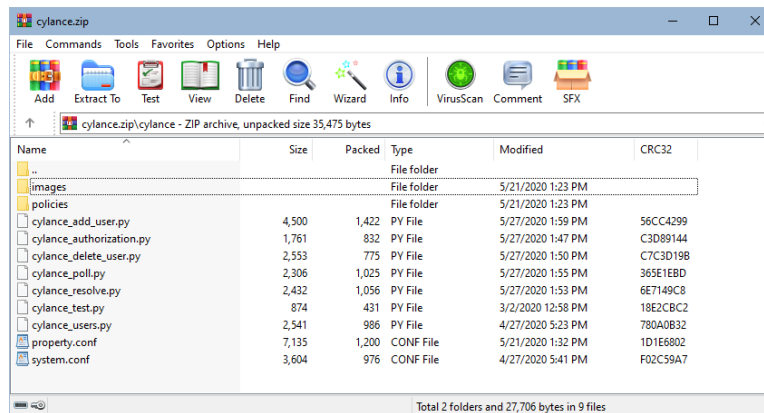 cylance.zip
File Commands Tools Favorites Options Help
Add Extract To Test View Delete Find Wizard Info VirusScan Comment SFX
cylance.zip\cylance - ZIP archive, unpacked size 35,475 bytes
Name Size Packed Type Modified CRC32
.. File folder
images File folder 5/21/2020 1:23 PM
policies File folder 5/21/2020 1:23 PM
cylance_add_user.py 4,500 1,422 PY File 5/27/2020 1:59 PM 56CC4299
cylance_authorization.py 1,761 832 PY File 5/27/2020 1:47 PM C3D89144
cylance_delete_user.py 2,553 775 PY File 5/27/2020 1:50 PM C7C3D19B
cylance_poll.py 2,306 1,025 PY File 5/27/2020 1:55 PM 365E1EBD
cylance_resolve.py 2,432 1,056 PY File 5/27/2020 1:53 PM 6E7149C8
cylance_test.py 874 431 PY File 3/2/2020 12:58 PM 18E2CBC2
cylance_users.py 2,541 986 PY File 4/27/2020 5:23 PM 780A0B32
property.conf 7,135 1,200 CONF File 5/21/2020 1:32 PM 1D1E6802
system.conf 3,604 976 CONF File 4/27/2020 5:41 PM F02C59A7
Total 2 folders and 27,706 bytes in 9 files